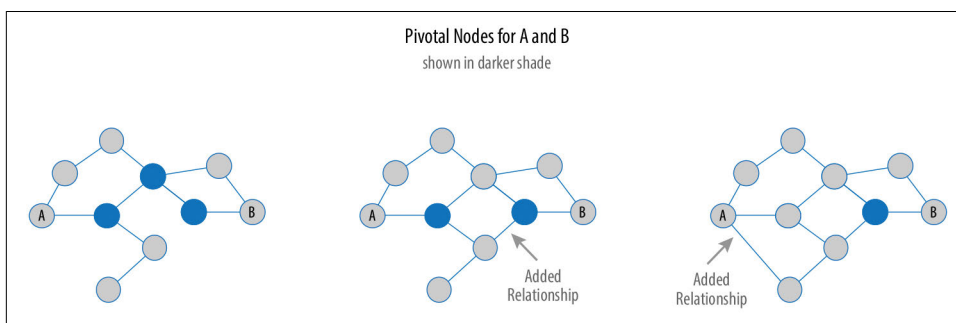 Pivotal Nodes for A and B
shown in darker shade
A
B
A
B
Added
Relationship
A
B
Added
Relationship